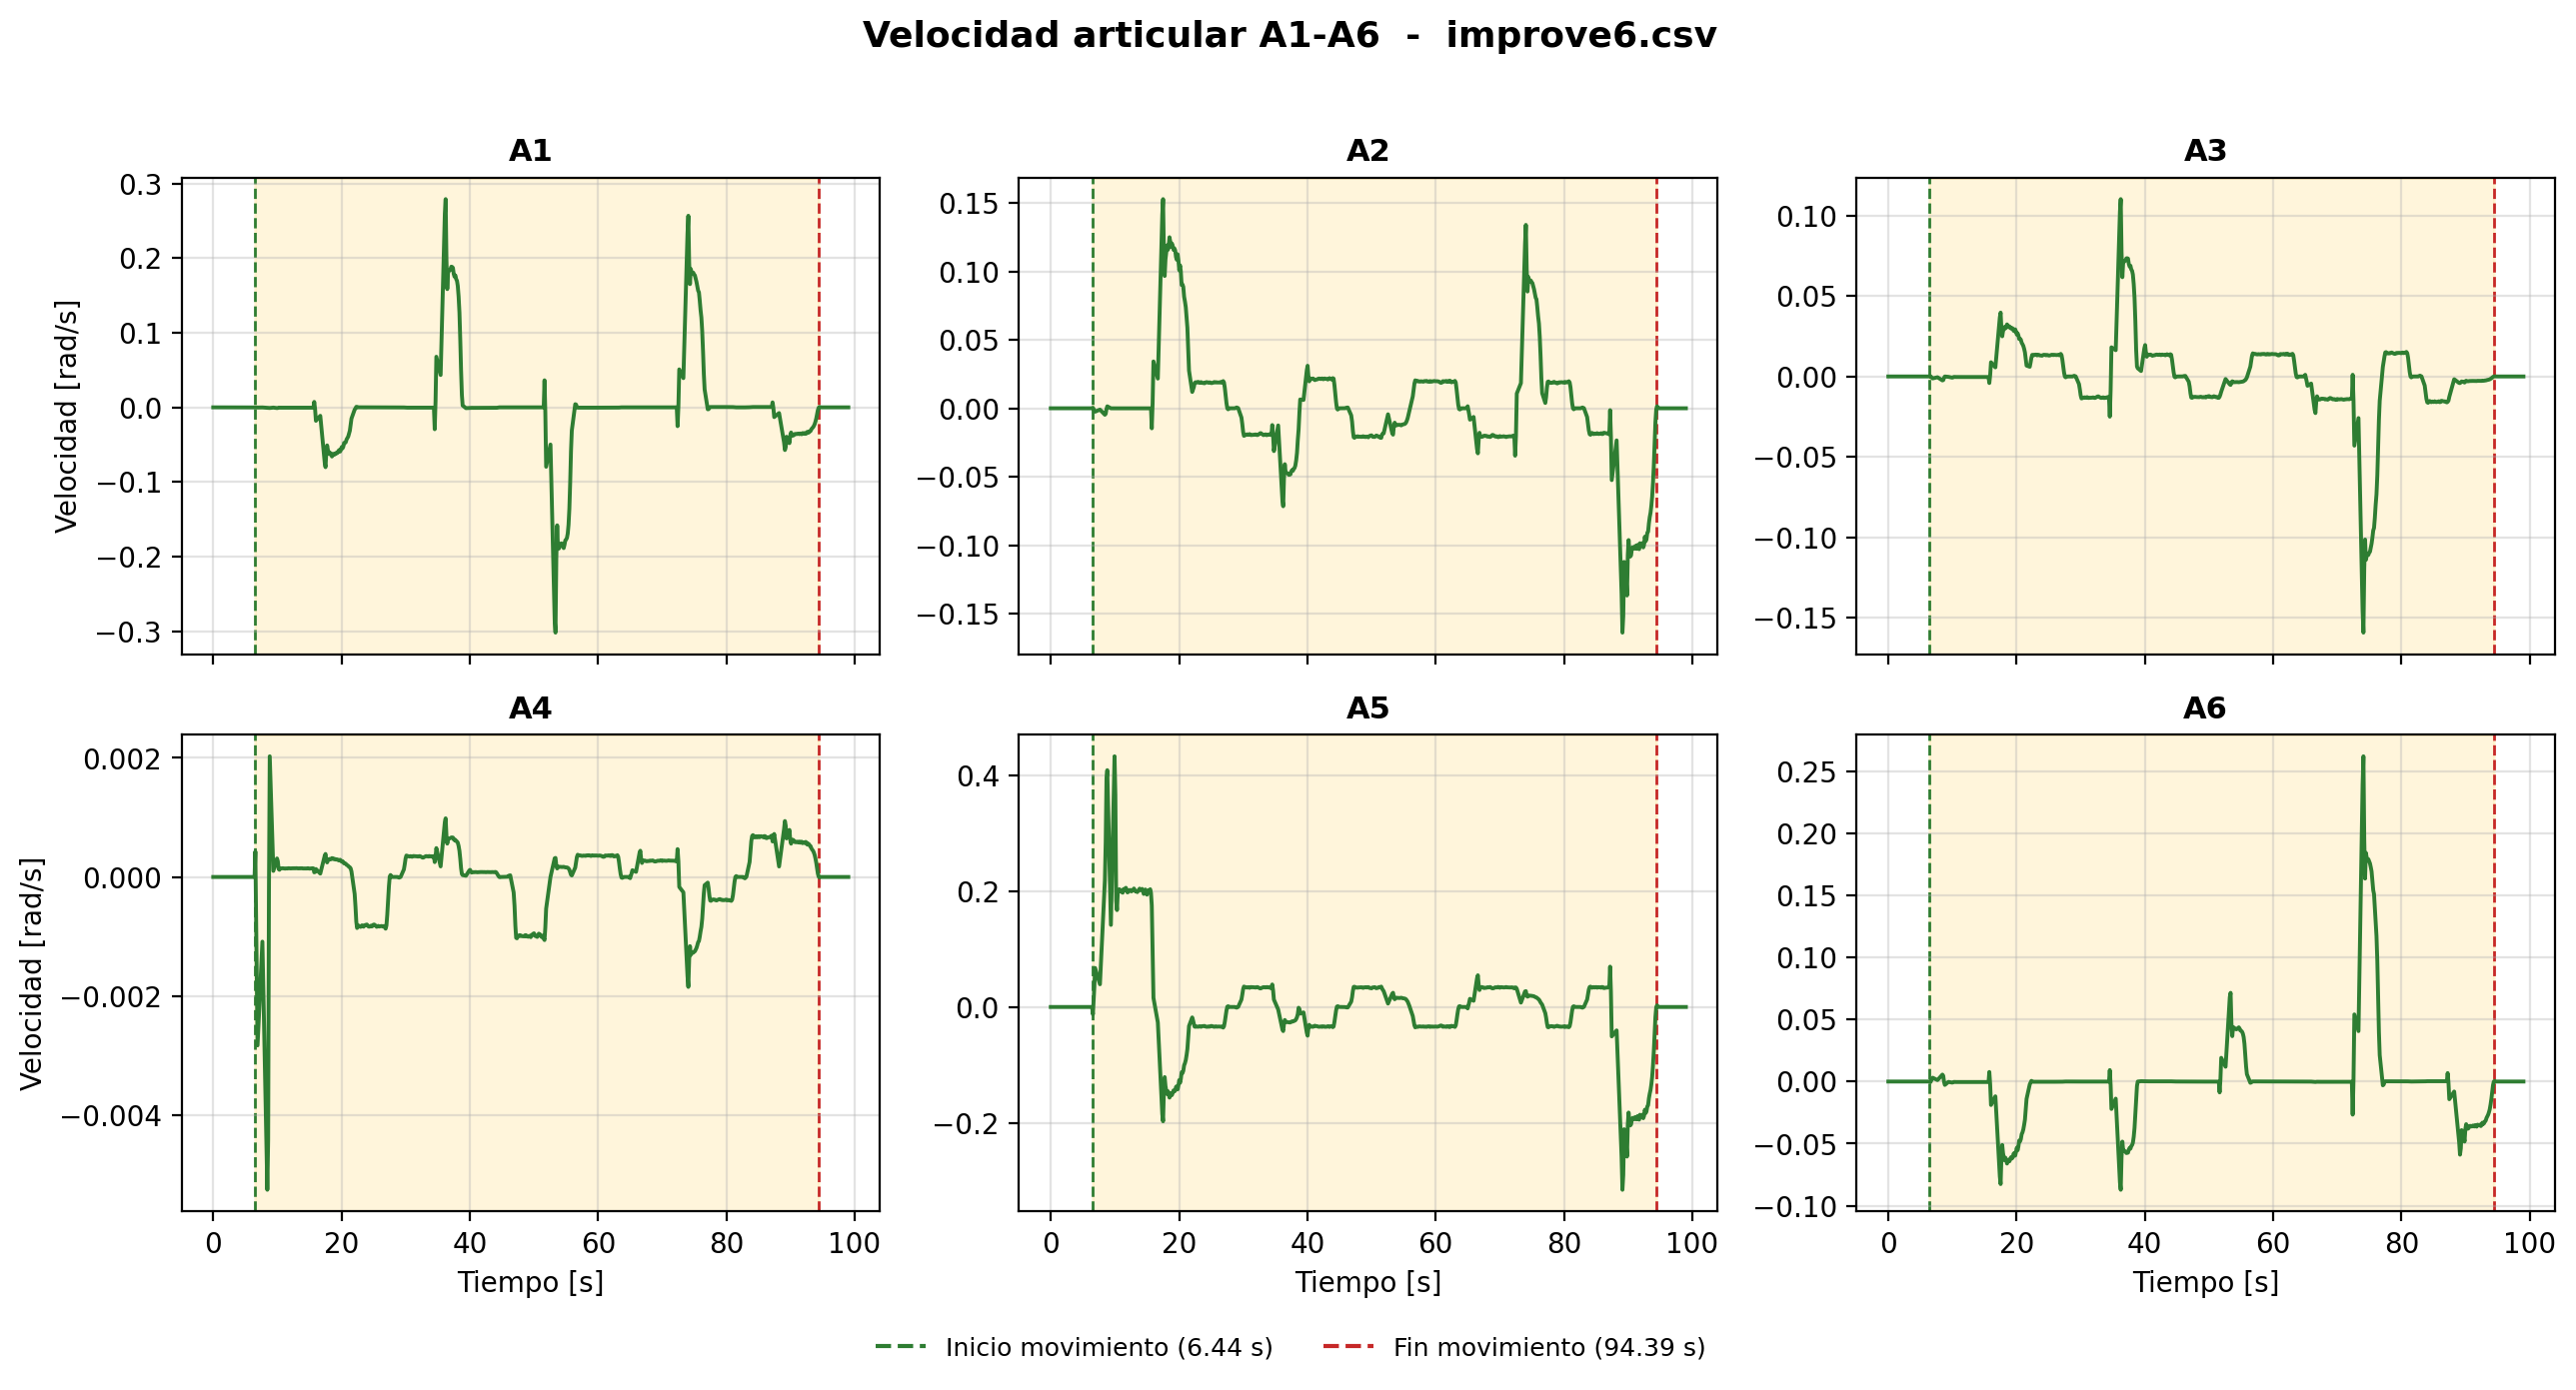 Velocidad articular A1-A6  -  improve6.csv
A1
A2
A3
Velocidad [rad/s]
0.3
0.2
0.1
0.0
−0.1
−0.2
−0.3
0.15
0.10
0.05
0.00
−0.05
−0.10
−0.15
0.10
0.05
0.00
−0.05
−0.10
−0.15
A4
A5
A6
Velocidad [rad/s]
0.002
0.000
−0.002
−0.004
0.4
0.2
0.0
−0.2
0.25
0.20
0.15
0.10
0.05
0.00
−0.05
−0.10
0 20 40 60 80 100
0 20 40 60 80 100
0 20 40 60 80 100
Tiempo [s]
Tiempo [s]
Tiempo [s]
Inicio movimiento (6.44 s)
Fin movimiento (94.39 s)